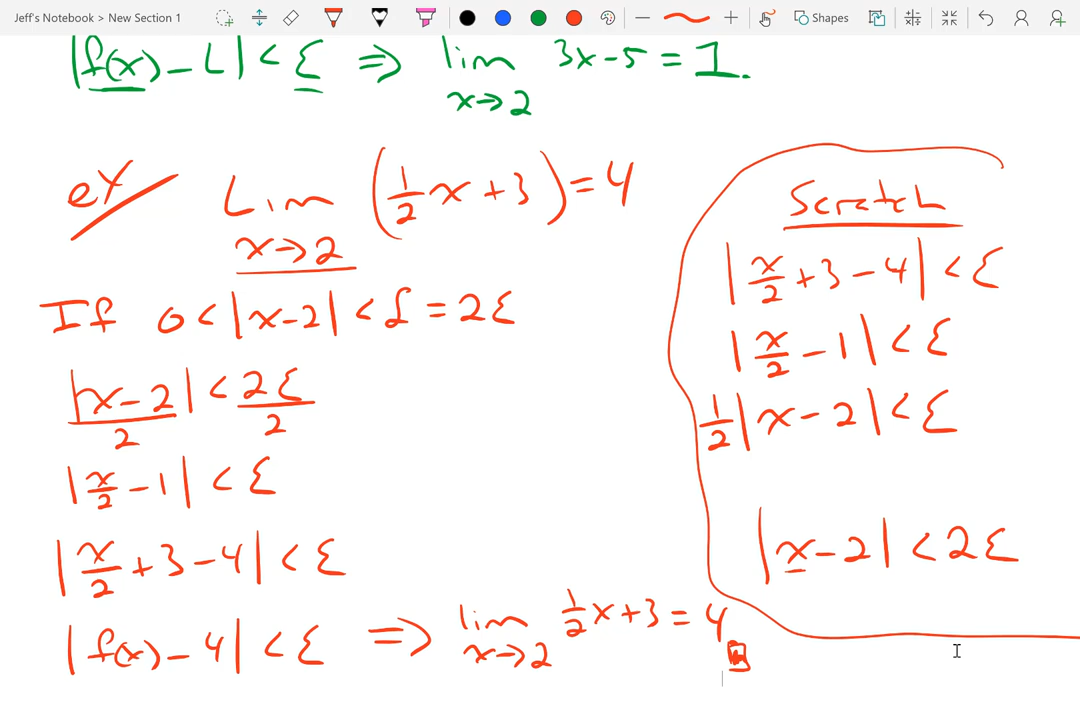 Jeff's Notebook > New Section 1
Shapes
|f(x) - L| < ε ⇒ lim 3x - 5 = 1.
x→2
ex Lim (1/2 x + 3) = 4
x→2
If 0 < |x - 2| < δ = 2ε
|x - 2|/2 < 2ε/2
|x/2 - 1| < ε
|x/2 + 3 - 4| < ε
|f(x) - 4| < ε ⇒ lim 1/2 x + 3 = 4
x→2
Scratch
|x/2 + 3 - 4| < ε
|x/2 - 1| < ε
1/2 |x - 2| < ε
|x - 2| < 2ε